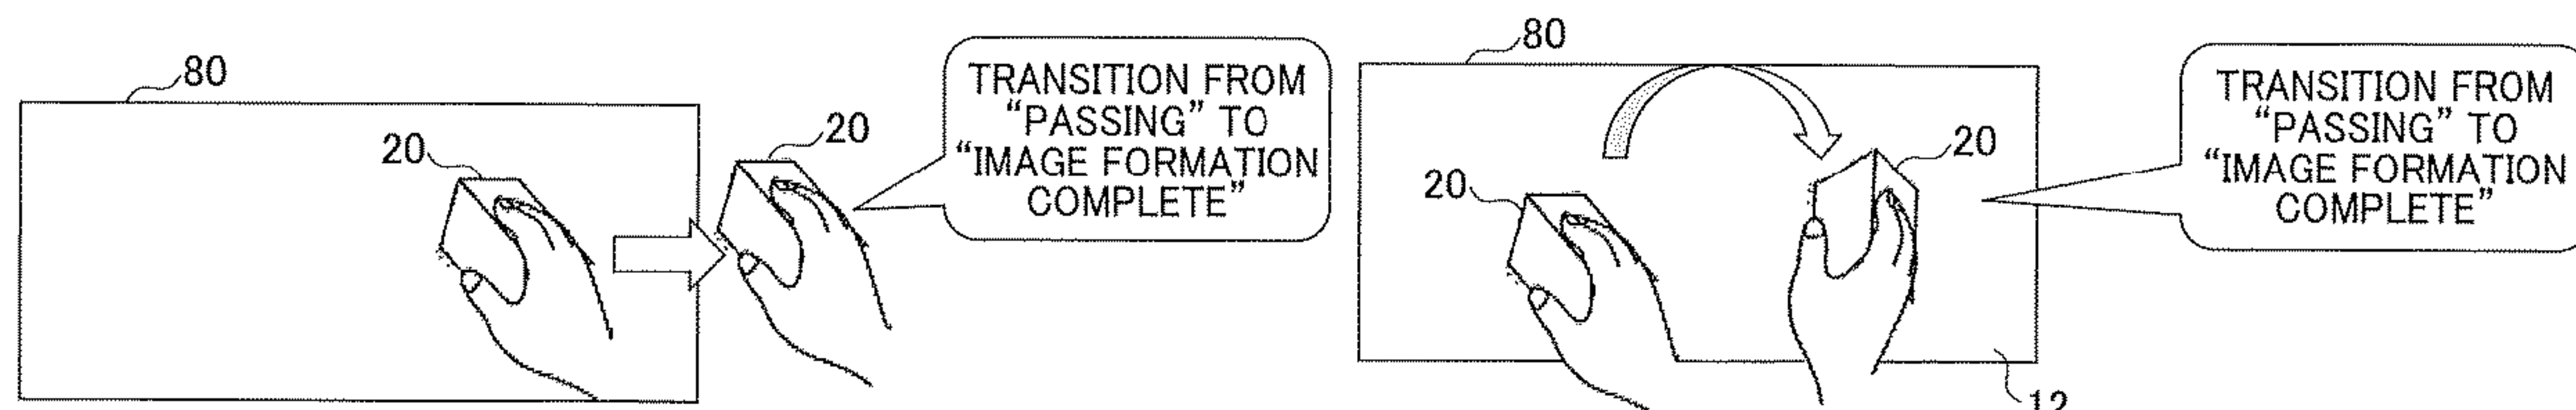 80
20
20
TRANSITION FROM
“PASSING” TO
“IMAGE FORMATION
COMPLETE”
80
20
20
TRANSITION FROM
“PASSING” TO
“IMAGE FORMATION
COMPLETE”
12